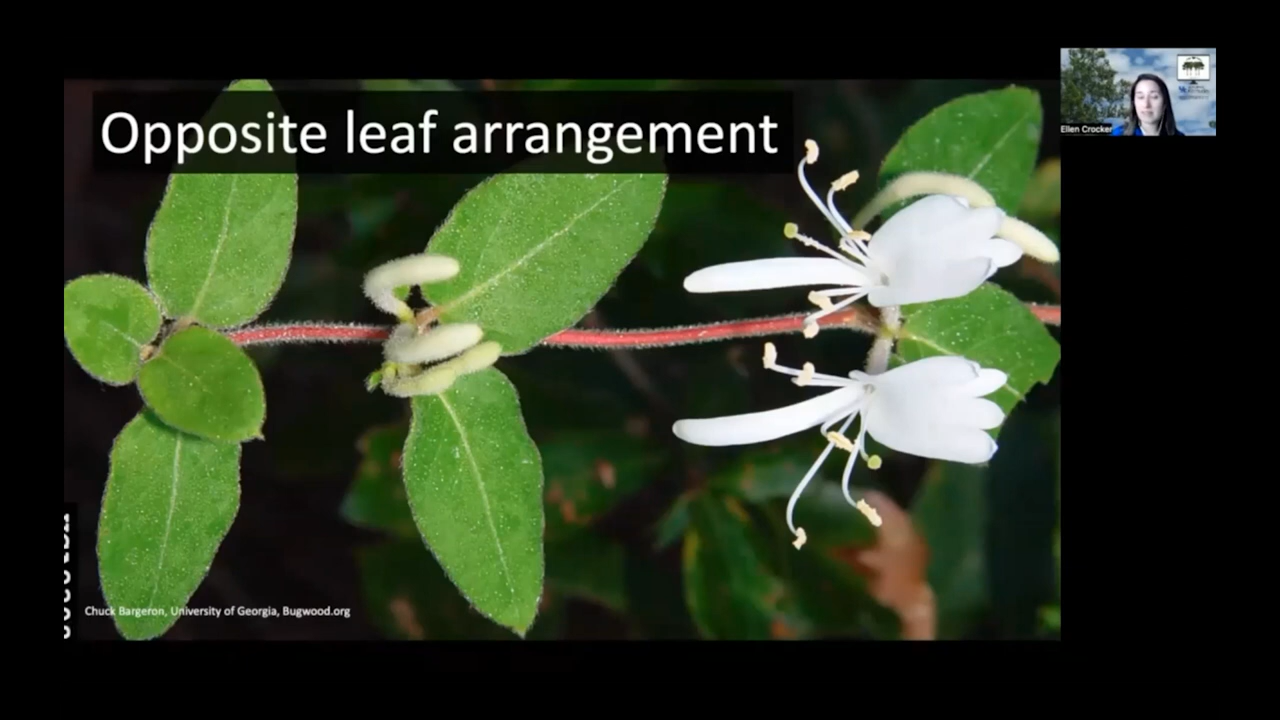 Opposite leaf arrangement
Ellen Crocker
Chuck Bargeron, University of Georgia, Bugwood.org